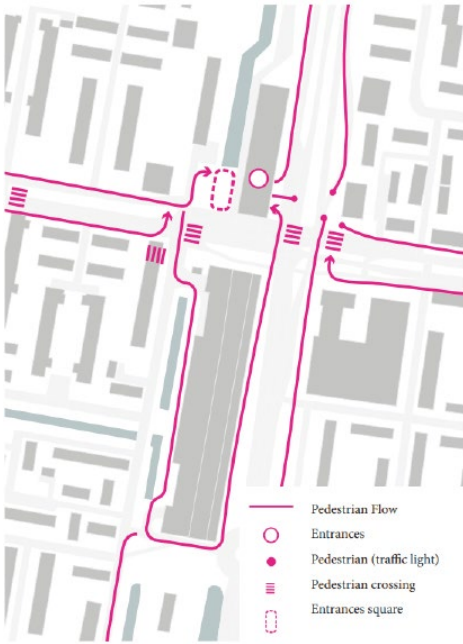 Pedestrian Flow
Entrances
Pedestrian (traffic light)
Pedestrian crossing
Entrances square